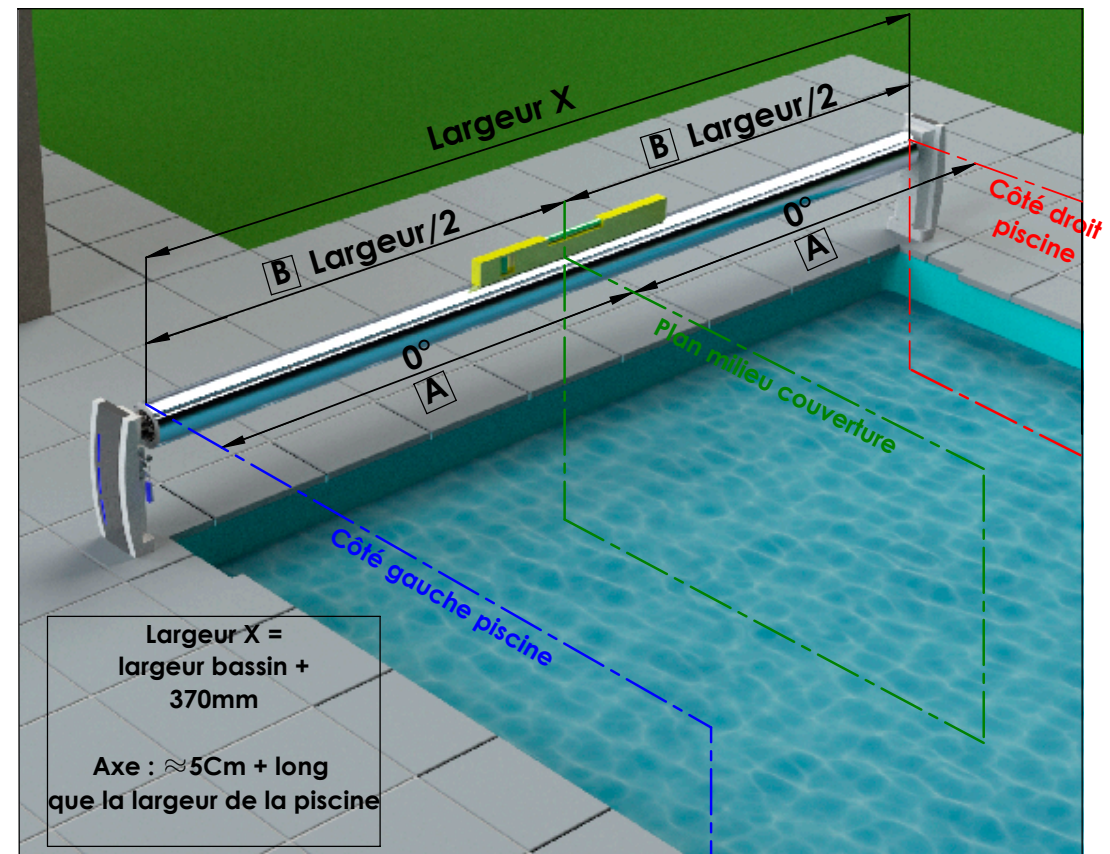 Largeur X
B Largeur/2
B Largeur/2
0°
A
0°
A
Côté droit
piscine
Plan milieu couverture
Côté gauche piscine
Largeur X =
largeur bassin +
370mm
Axe : ≈5Cm + long
que la largeur de la piscine